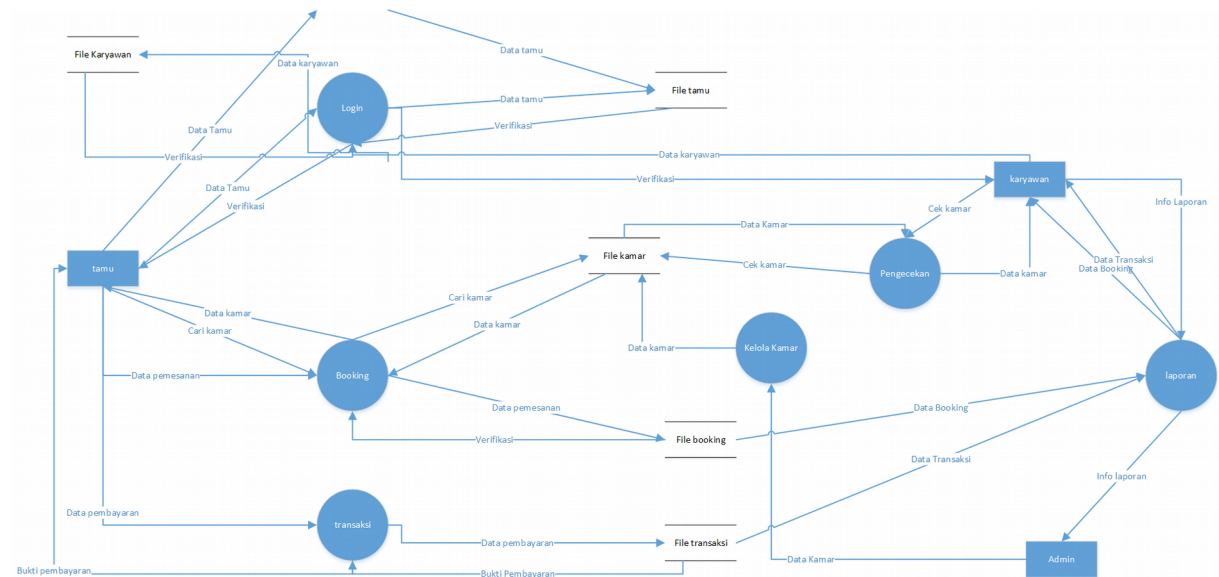 File Karyawan
Data tamu
Data karyawan
File tamu
Data tamu
Login
Verifikasi
Data Tamu
Verifikasi
Data karyawan
Verifikasi
karyawan
Data Tamu
Verifikasi
Info Laporan
Cek kamar
Data Kamar
File kamar
tamu
Cek kamar
Pengecekan
Data kamar
Data Transaksi
Data Booking
Cari kamar
Data kamar
Cari kamar
Data kamar
Data kamar
Kelola Kamar
Data pemesanan
Booking
laporan
Data pemesanan
Data Booking
Verifikasi
File booking
Data Transaksi
Info laporan
Data pembayaran
transaksi
Data pembayaran
File transaksi
Data Kamar
Admin
Bukti pembayaran
Bukti Pembayaran